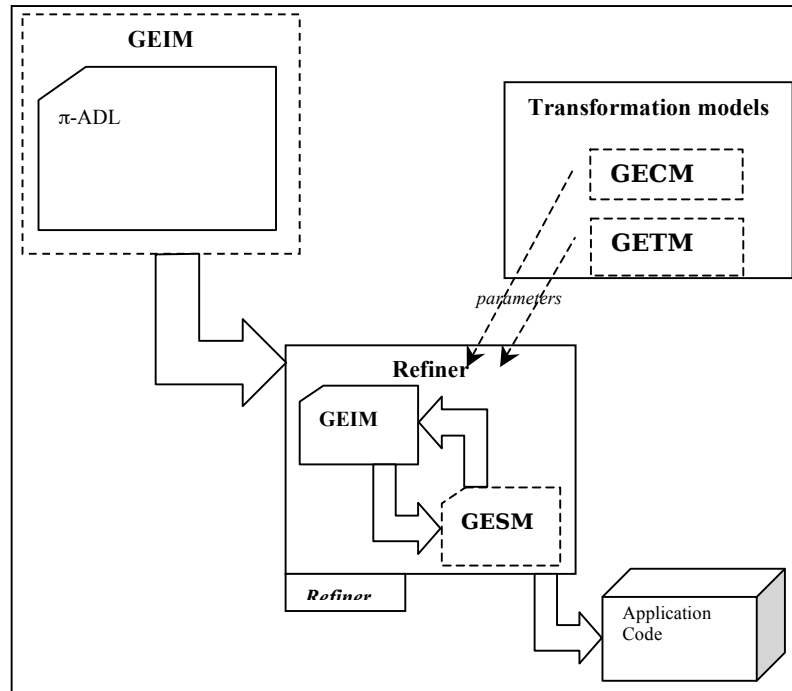 GEIM
π-ADL
Transformation models
GECM
GETM
parameters
Refiner
GEIM
GESM
Refiner
Application
Code